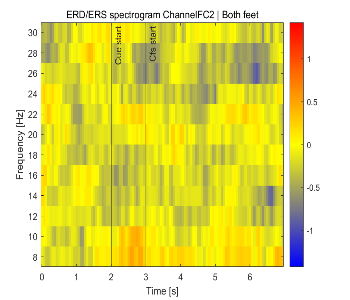 ERD/ERS spectrogram ChannelFC2 | Both feet
Frequency [Hz]
30
28
26
24
22
20
18
16
14
12
10
8
Cue start
Cfs start
1
0.5
0
-0.5
-1
0 1 2 3 4 5 6
Time [s]